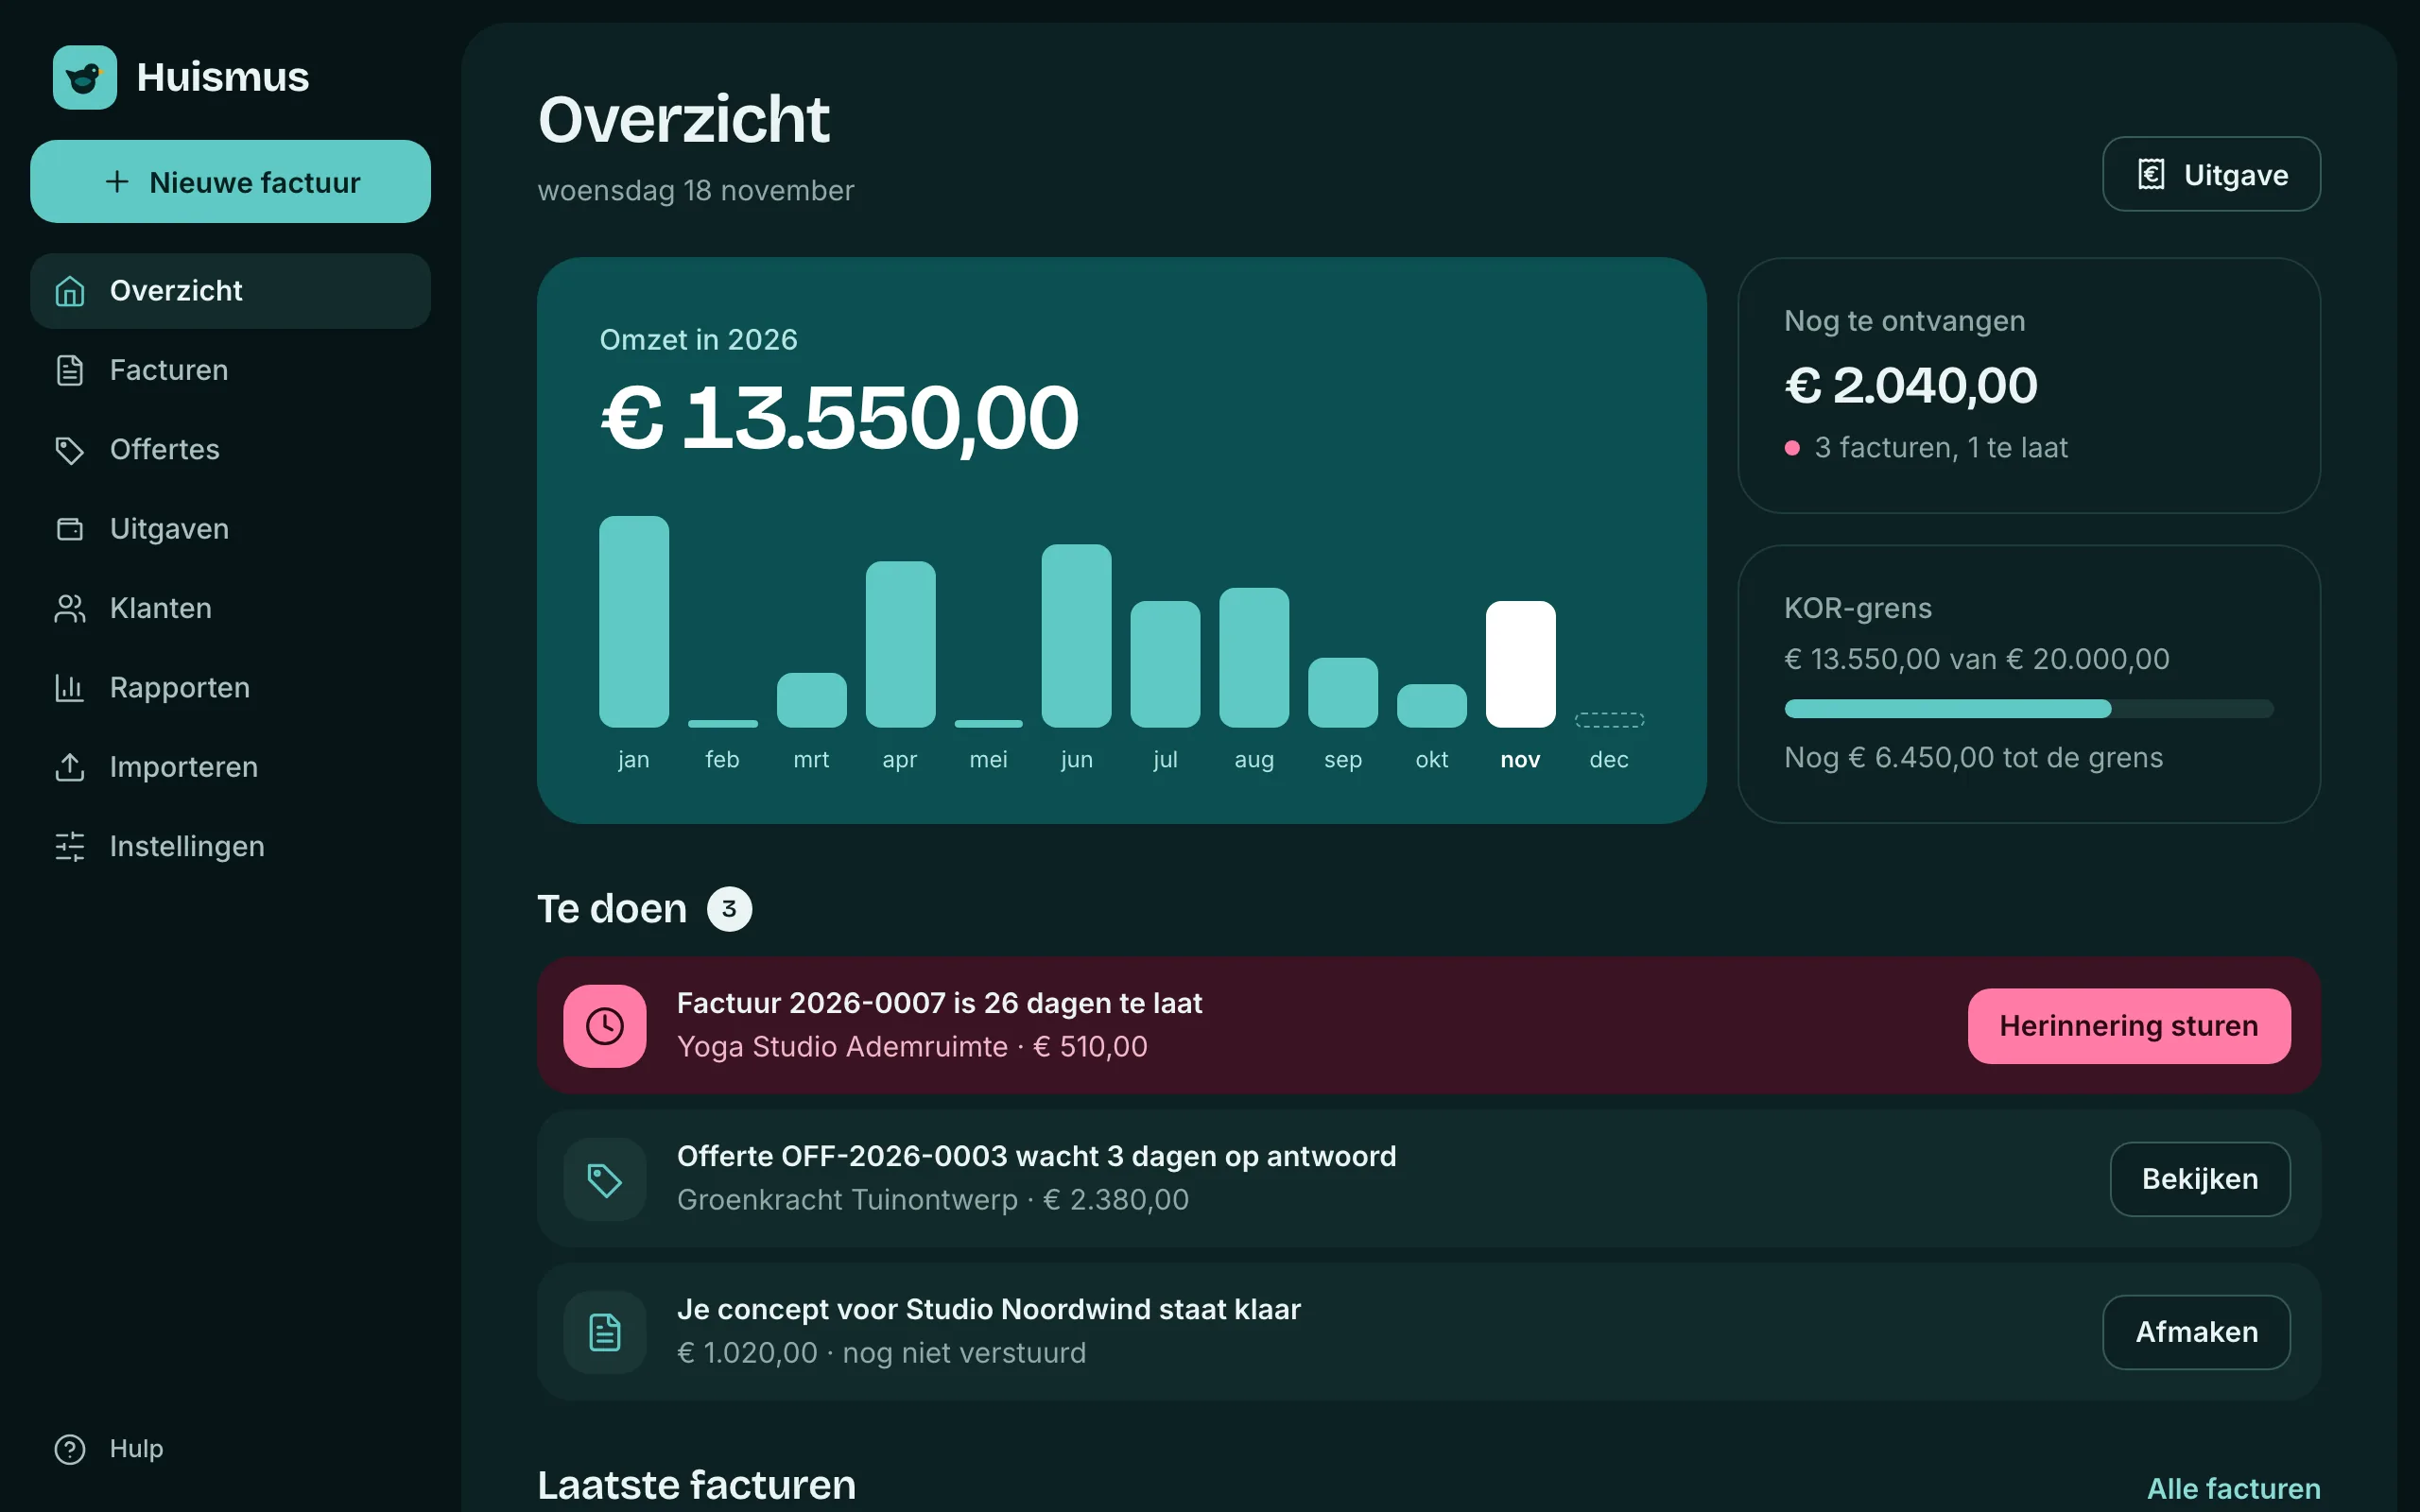 Huismus
Nieuwe factuur
Overzicht
Facturen
Offertes
Uitgaven
Klanten
Rapporten
Importeren
Instellingen
Hulp
Overzicht
woensdag 18 november
Uitgave
Omzet in 2026
€ 13.550,00
jan feb mrt apr mei jun jul aug sep okt nov dec
Nog te ontvangen
€ 2.040,00
3 facturen, 1 te laat
KOR-grens
€ 13.550,00 van € 20.000,00
Nog € 6.450,00 tot de grens
Te doen 3
Factuur 2026-0007 is 26 dagen te laat
Yoga Studio Ademruimte · € 510,00
Herinnering sturen
Offerte OFF-2026-0003 wacht 3 dagen op antwoord
Groenkracht Tuinontwerp · € 2.380,00
Bekijken
Je concept voor Studio Noordwind staat klaar
€ 1.020,00 · nog niet verstuurd
Afmaken
Laatste facturen
Alle facturen